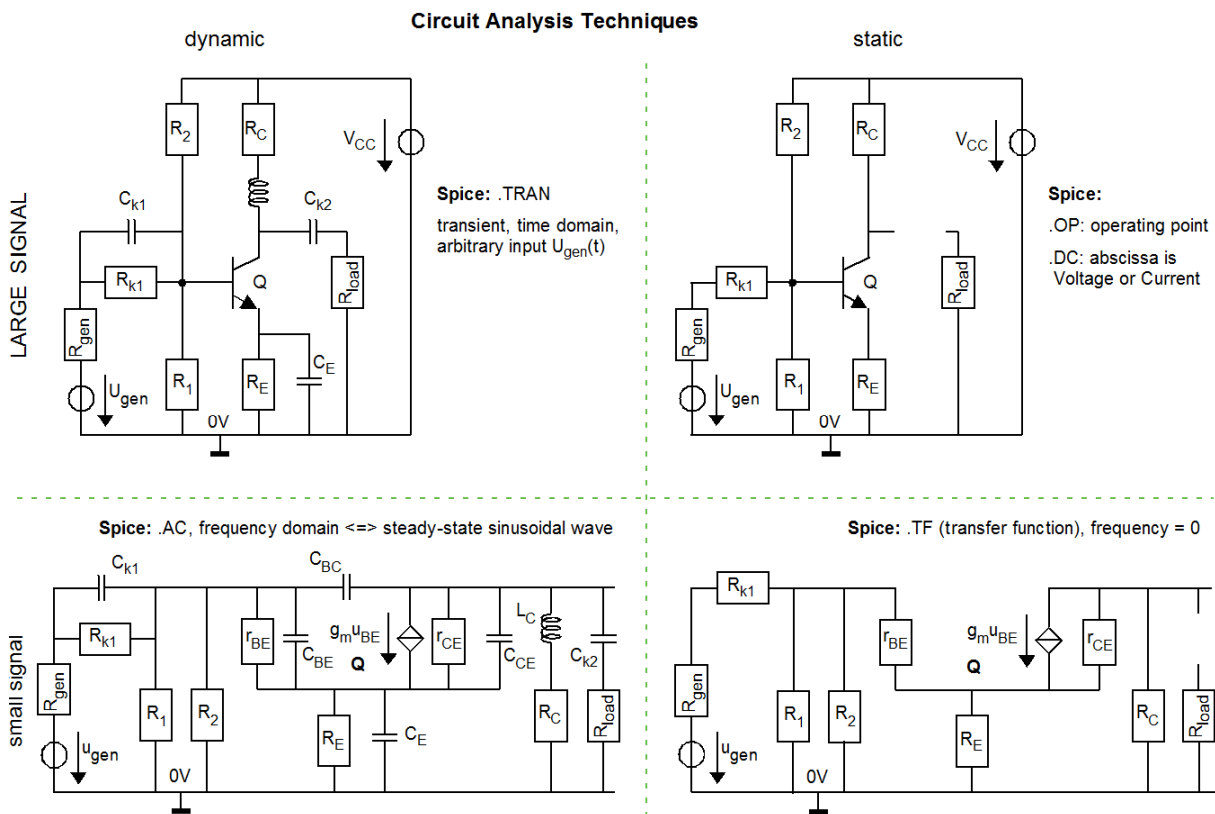 Circuit Analysis Techniques
dynamic
static
LARGE SIGNAL
small signal
R2
RC
VCC
Ck1
Ck2
Rk1
Q
Rload
Rgen
R1
RE
CE
Ugen
0V
Spice: .TRAN
transient, time domain,
arbitrary input Ugen(t)
R2
RC
VCC
Rk1
Q
Rload
Rgen
R1
RE
Ugen
0V
Spice:
.OP: operating point
.DC: abscissa is
Voltage or Current
Spice: .AC, frequency domain <=> steady-state sinusoidal wave
Ck1
CBC
Rk1
rBE
CBE
gmuBE
Q
rCE
CCE
LC
Ck2
Rgen
R1
R2
RE
CE
RC
Rload
ugen
0V
Spice: .TF (transfer function), frequency = 0
Rk1
rBE
gmuBE
Q
rCE
Rgen
R1
R2
RE
RC
Rload
ugen
0V